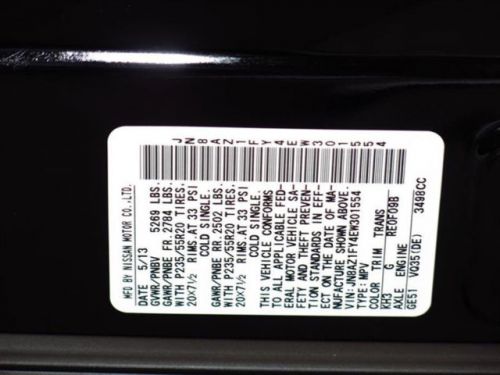 JN8AZ1FY4EW301554
MFD BY NISSAN MOTOR CO.,LTD.
5/13
GVWR/PNBV 5269 LBS.
GAWR/PNBE FR. 2784 LBS.
WITH P235/55R20 TIRES.
20X7½ RIMS. AT 33 PSI
COLD SINGLE.
GAWR/PNBE RR. 2502 LBS.
WITH P235/55R20 TIRES.
20X7½ RIMS. AT 33 PSI
COLD SINGLE.
THIS VEHICLE CONFORMS
TO ALL APPLICABLE FED-
ERAL MOTOR VEHICLE SA-
FETY AND THEFT PREVEN-
TION STANDARDS IN EFF-
ECT ON THE DATE OF MA-
NUFACTURE SHOWN ABOVE.
VIN: JN8AZ1FY4EW301554
TYPE: MPV
COLOR TRIM TRANS
KH3 G RE0F09B
AXLE ENGINE
GE51 VQ35(DE) 3498CC